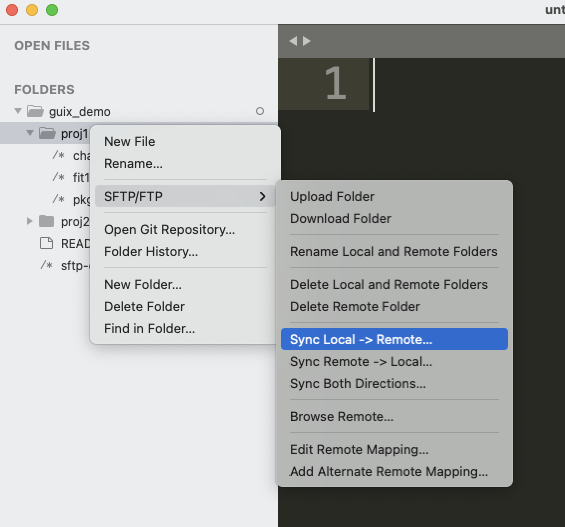 unt
OPEN FILES
1
FOLDERS
guix_demo
proj1
/* cha
/* fit1
/* pkg
proj2
READ
/* sftp-
New File
Rename...
SFTP/FTP
Open Git Repository...
Folder History...
New Folder...
Delete Folder
Find in Folder...
Upload Folder
Download Folder
Rename Local and Remote Folders
Delete Local and Remote Folders
Delete Remote Folder
Sync Local -> Remote...
Sync Remote -> Local...
Sync Both Directions...
Browse Remote...
Edit Remote Mapping...
Add Alternate Remote Mapping...